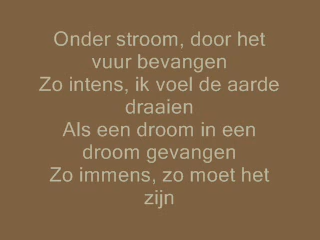 Onder stroom, door het
vuur bevangen
Zo intens, ik voel de aarde
draaien
Als een droom in een
droom gevangen
Zo immens, zo moet het
zijn